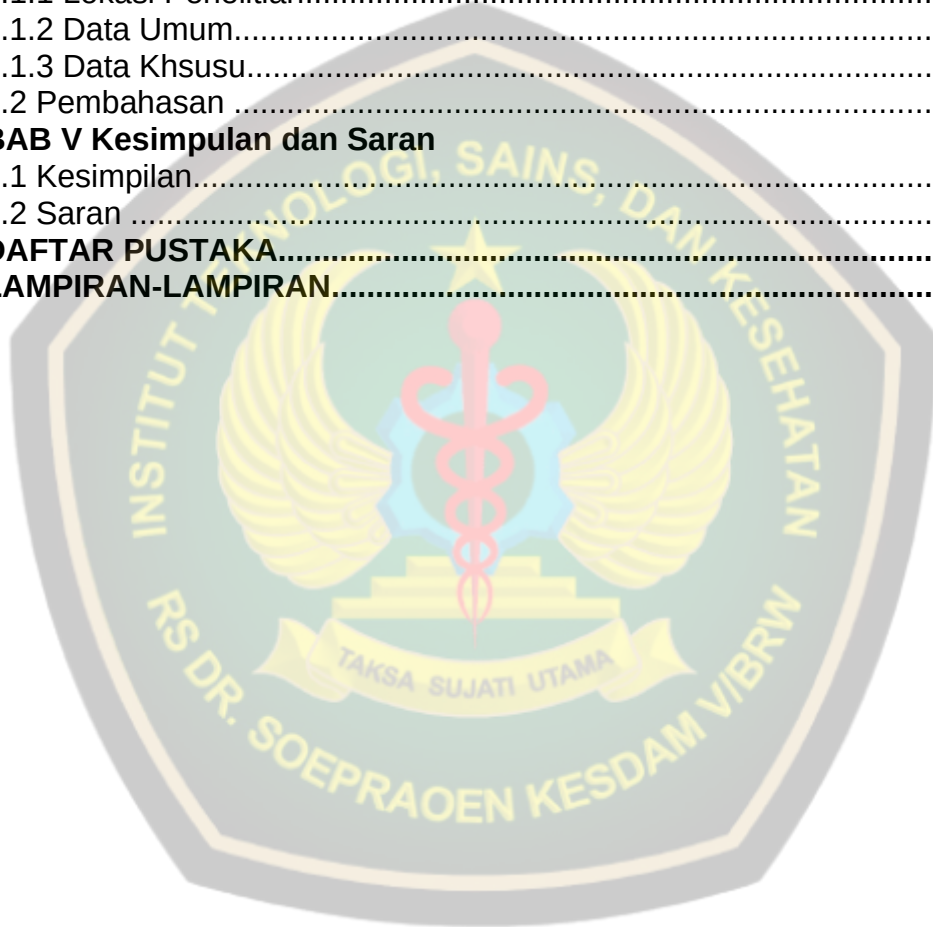 .1.1 Lokasi Penelitian....................................................................
.1.2 Data Umum..............................................................................
.1.3 Data Khsusu.............................................................................
.2 Pembahasan ..............................................................................
BAB V Kesimpulan dan Saran
.1 Kesimpilan..................................................................................
.2 Saran ..........................................................................................
DAFTAR PUSTAKA.........................................................................
LAMPIRAN-LAMPIRAN...................................................................
INSTITUT TEKNOLOGI, SAINS, DAN KESEHATAN
TAKSA SUJATI UTAMA
RS DR. SOEPRAOEN KESDAM V/BRW